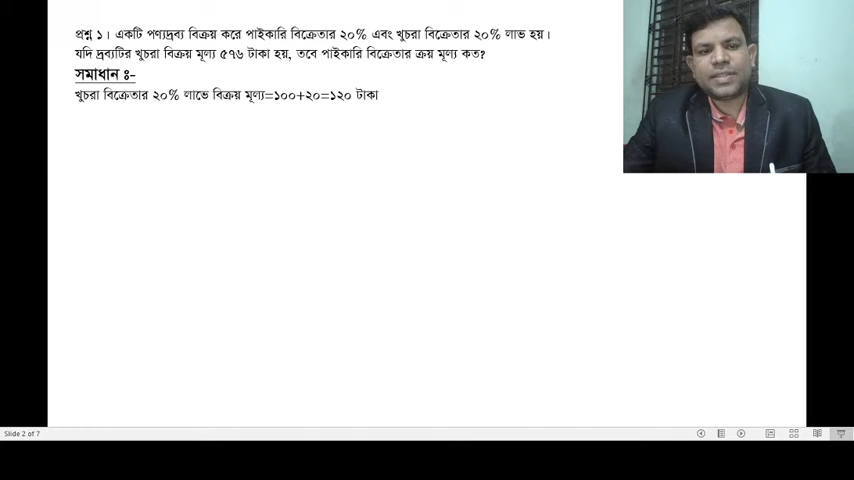 প্রশ্ন ১। একটি পণ্যদ্রব্য বিক্রয় করে পাইকারি বিক্রেতার ২০% এবং খুচরা বিক্রেতার ২০% লাভ হয়।
যদি দ্রব্যটির খুচরা বিক্রয় মূল্য ৫৭৬ টাকা হয়, তবে পাইকারি বিক্রেতার ক্রয় মূল্য কত?
সমাধান ঃ-
খুচরা বিক্রেতার ২০% লাভে বিক্রয় মূল্য=১০০+২০=১২০ টাকা
Slide 2 of 7